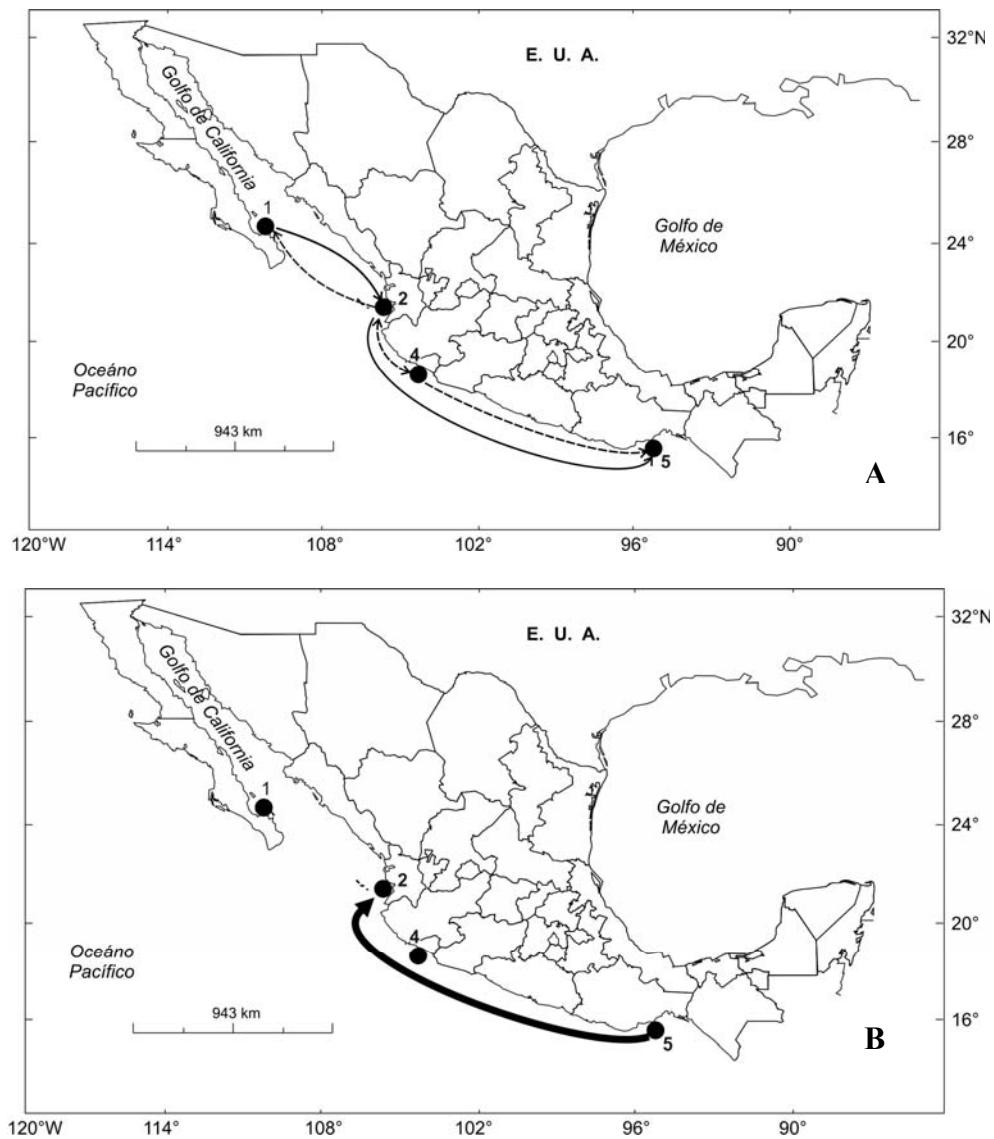 E. U. A.
32°N
Golfo de California
28°
1
Golfo de
México
24°
2
20°
4
Oceáno
Pacífico
943 km
16°
5
A
120°W
114°
108°
102°
96°
90°
E. U. A.
32°N
Golfo de California
28°
1
Golfo de
México
24°
2
20°
4
Oceáno
Pacífico
943 km
16°
5
B
120°W
114°
108°
102°
96°
90°